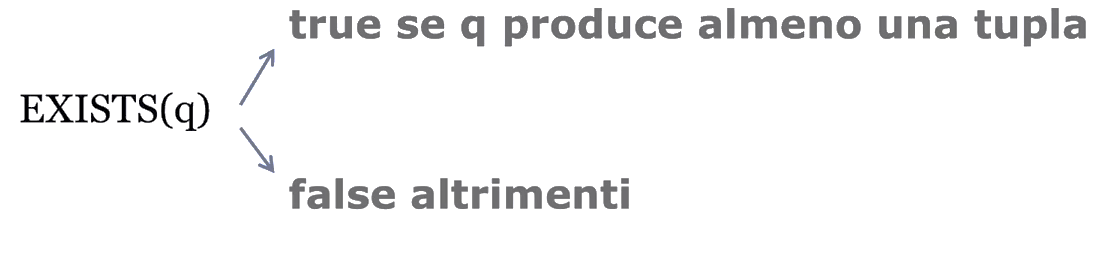 true se q produce almeno una tupla
EXISTS(q)
false altrimenti